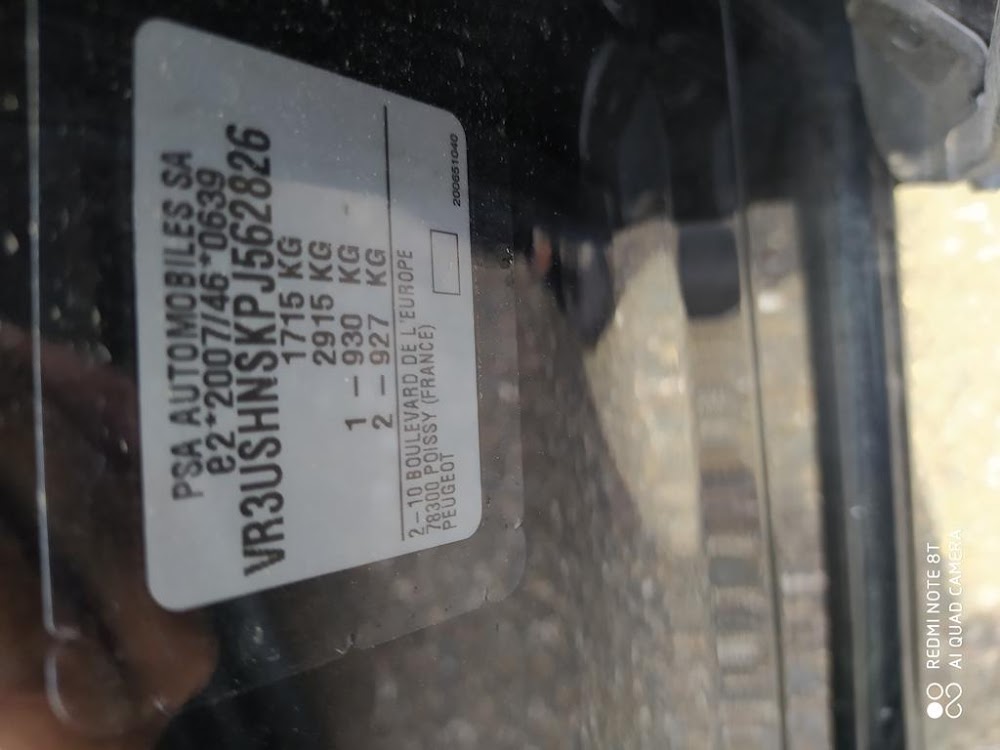 PSA AUTOMOBILES SA
e2*2007/46*0639
VR3USHNSKPJ562826
1715 KG
2915 KG
1 – 930 KG
2 – 927 KG
2–10 BOULEVARD DE L'EUROPE
78300 POISSY (FRANCE)
PEUGEOT
200651040
REDMI NOTE 8T
AI QUAD CAMERA